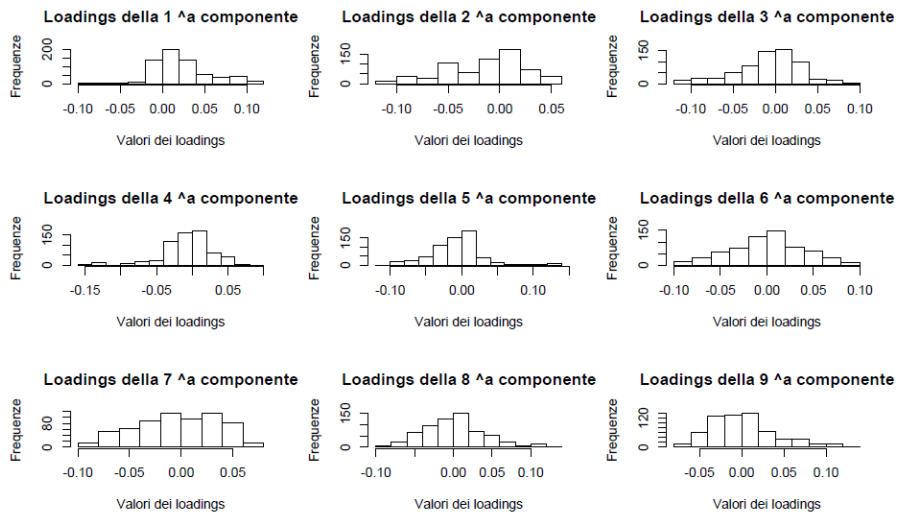 Loadings della 1 ^a componente
Frequenze
0 200
-0.10 -0.05 0.00 0.05 0.10
Valori dei loadings
Loadings della 2 ^a componente
Frequenze
0 150
-0.10 -0.05 0.00 0.05
Valori dei loadings
Loadings della 3 ^a componente
Frequenze
0 150
-0.10 -0.05 0.00 0.05 0.10
Valori dei loadings
Loadings della 4 ^a componente
Frequenze
0 150
-0.15 -0.05 0.05
Valori dei loadings
Loadings della 5 ^a componente
Frequenze
0 150
-0.10 0.00 0.10
Valori dei loadings
Loadings della 6 ^a componente
Frequenze
0 150
-0.10 -0.05 0.00 0.05 0.10
Valori dei loadings
Loadings della 7 ^a componente
Frequenze
0 80
-0.10 -0.05 0.00 0.05
Valori dei loadings
Loadings della 8 ^a componente
Frequenze
0 150
-0.10 -0.05 0.00 0.05 0.10
Valori dei loadings
Loadings della 9 ^a componente
Frequenze
0 120
-0.05 0.00 0.05 0.10
Valori dei loadings